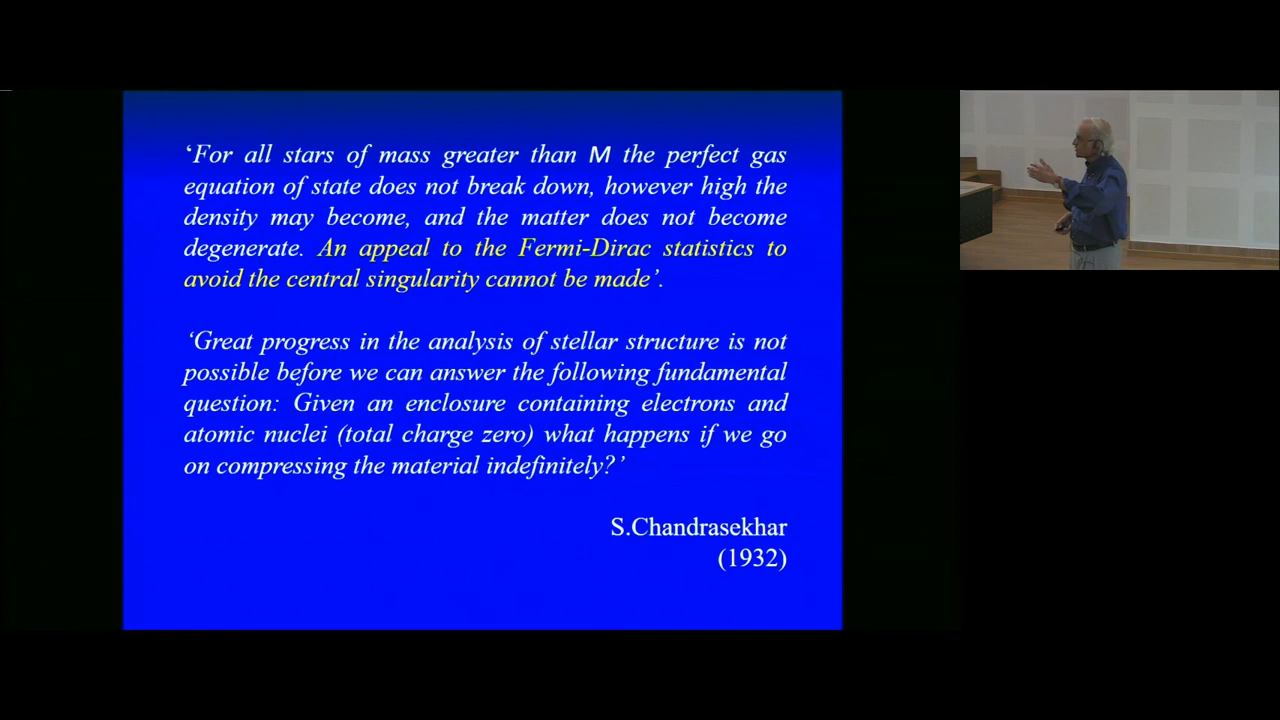 ‘For all stars of mass greater than M the perfect gas
equation of state does not break down, however high the
density may become, and the matter does not become
degenerate. An appeal to the Fermi-Dirac statistics to
avoid the central singularity cannot be made’.
‘Great progress in the analysis of stellar structure is not
possible before we can answer the following fundamental
question: Given an enclosure containing electrons and
atomic nuclei (total charge zero) what happens if we go
on compressing the material indefinitely?’
S.Chandrasekhar
(1932)